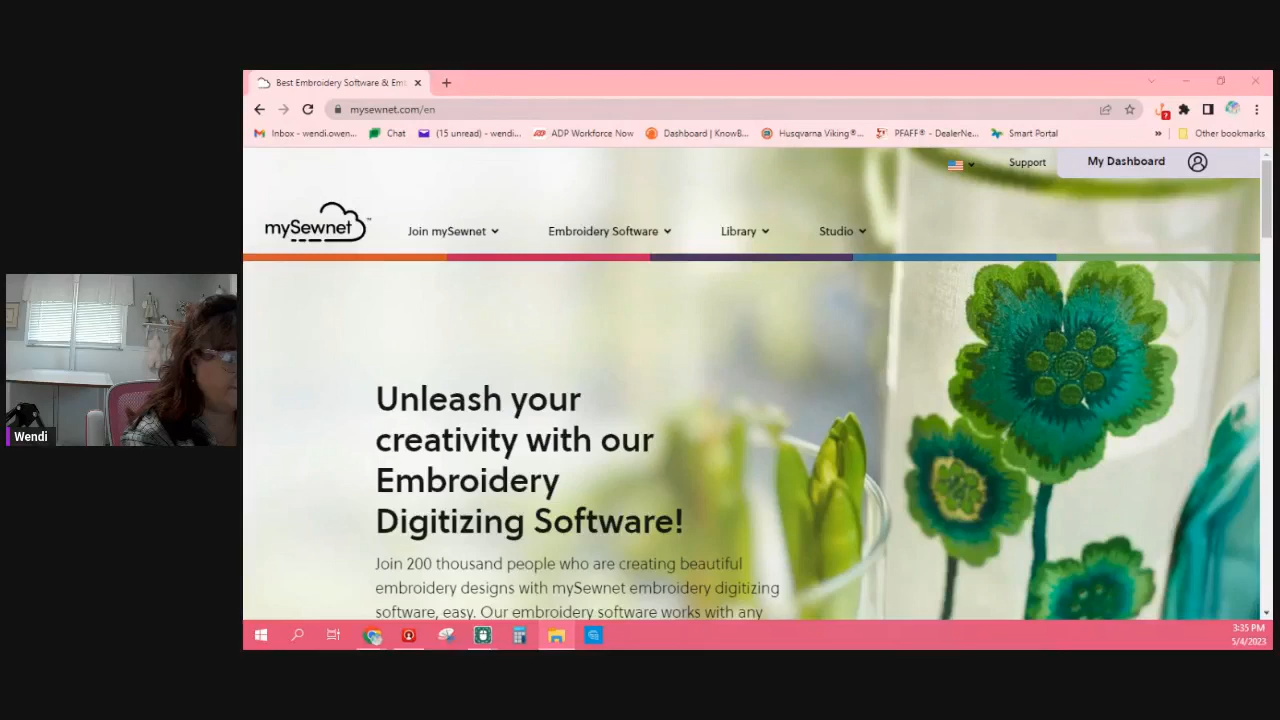 Best Embroidery Software & Em
mysewnet.com/en
7
Inbox - wendi.owen...
Chat
(15 unread) - wendi...
ADP Workforce Now
Dashboard | KnowB...
Husqvarna Viking®...
PFAFF® - DealerNe...
Smart Portal
Other bookmarks
Support
My Dashboard
mySewnet™
Join mySewnet
Embroidery Software
Library
Studio
Unleash your
creativity with our
Embroidery
Digitizing Software!
Join 200 thousand people who are creating beautiful
embroidery designs with mySewnet embroidery digitizing
software, easy. Our embroidery software works with any
Wendi
3:35 PM
5/4/2023